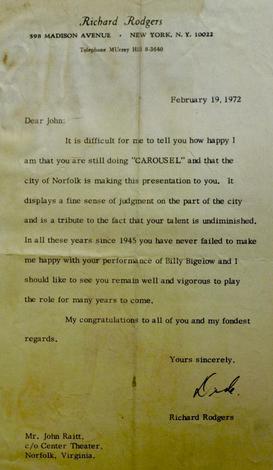 Richard Rodgers
598 MADISON AVENUE · NEW YORK, N. Y. 10022
Telephone MUrray Hill 8-3640
February 19, 1972
Dear John:
It is difficult for me to tell you how happy I
am that you are still doing "CAROUSEL" and that the
city of Norfolk is making this presentation to you. It
displays a fine sense of judgment on the part of the city
and is a tribute to the fact that your talent is undiminished.
In all these years since 1945 you have never failed to make
me happy with your performance of Billy Bigelow and I
should like to see you remain well and vigorous to play
the role for many years to come.
My congratulations to all of you and my fondest
regards.
Yours sincerely,
Dick
Richard Rodgers
Mr. John Raitt,
c/o Center Theater,
Norfolk, Virginia.